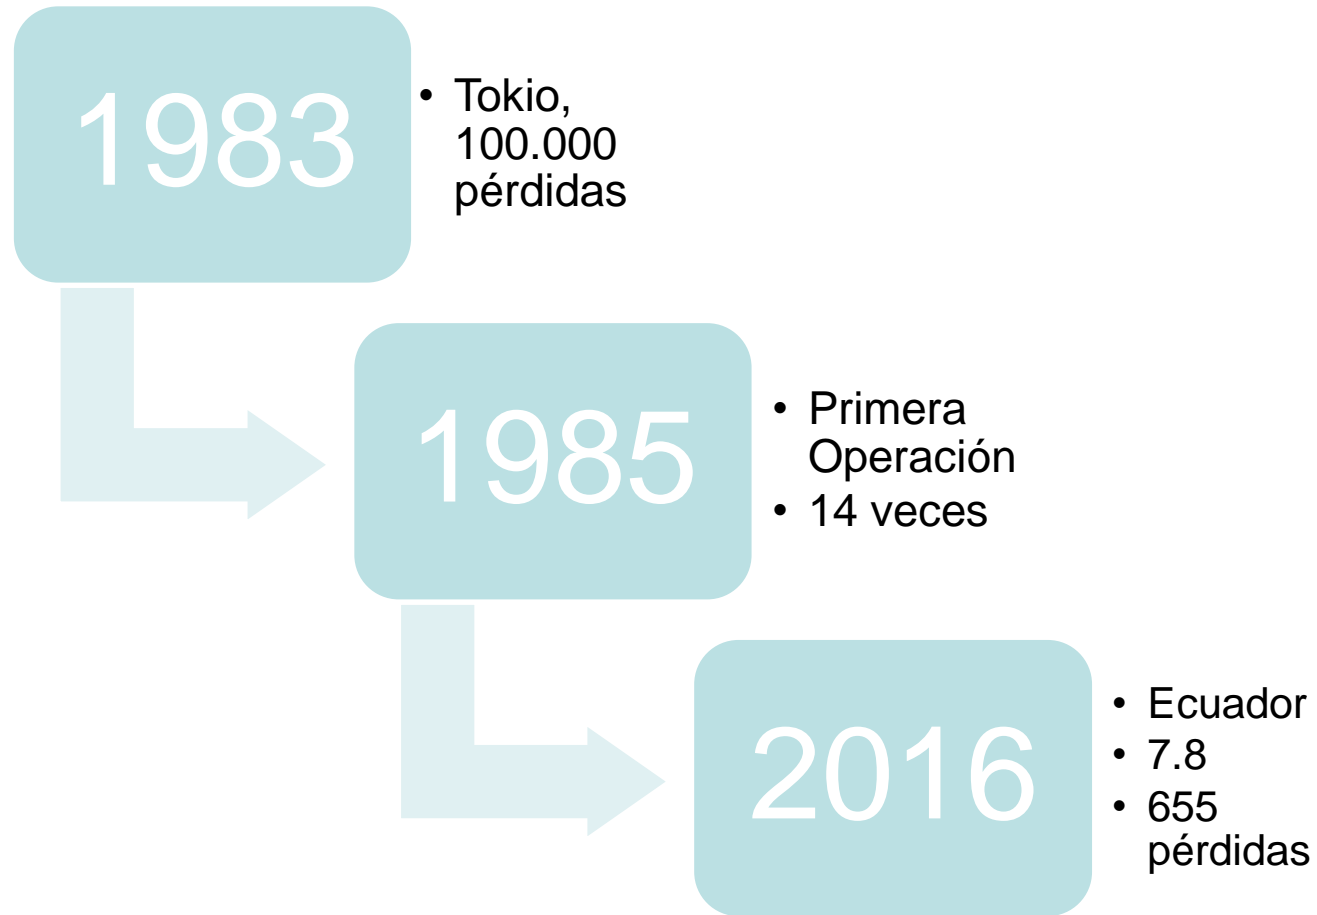 1983
• Tokio,
100.000
pérdidas
1985
• Primera
Operación
• 14 veces
2016
• Ecuador
• 7.8
• 655
pérdidas